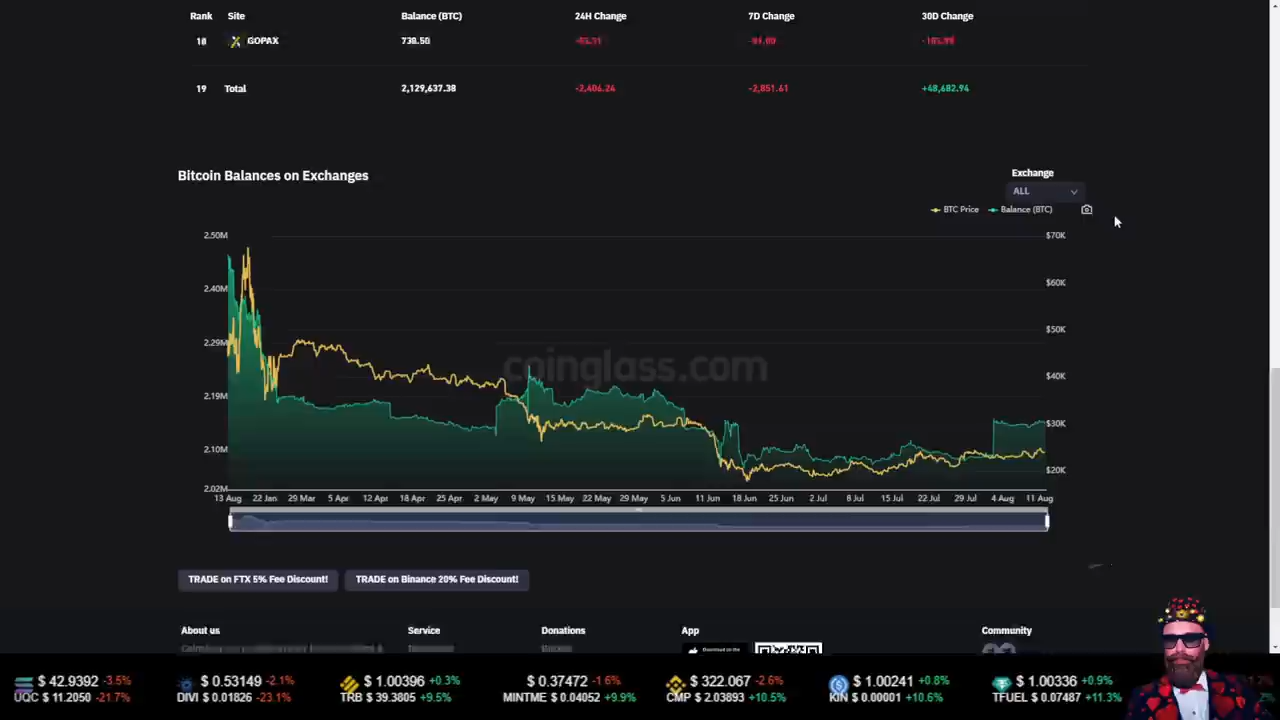 Rank Site Balance (BTC) 24H Change 7D Change 30D Change
18 GOPAX 738.50
19 Total 2,129,637.38 -2,406.24 -2,851.61 +48,682.94
Bitcoin Balances on Exchanges
Exchange
ALL
BTC Price Balance (BTC)
coinglass.com
2.50M $70K
2.40M $60K
2.29M $50K
$40K
2.19M
$30K
2.10M
$20K
2.02M
13 Aug 22 Jan 29 Mar 5 Apr 12 Apr 18 Apr 25 Apr 2 May 9 May 15 May 22 May 29 May 5 Jun 11 Jun 18 Jun 25 Jun 2 Jul 8 Jul 15 Jul 22 Jul 29 Jul 4 Aug 11 Aug
TRADE on FTX 5% Fee Discount! TRADE on Binance 20% Fee Discount!
About us Service Donations App Community
Download on the
$ 42.9392 -3.5% $ 0.53149 -2.1% $ 1.00396 +0.3% $ 0.37472 -1.6% $ 322.067 -2.6% $ 1.00241 +0.8% $ 1.00336 +0.9%
UQC $ 11.2050 -21.7% DIVI $ 0.01826 -23.1% TRB $ 39.3805 +9.5% MINTME $ 0.04052 +9.9% CMP $ 2.03893 +10.5% KIN $ 0.00001 +10.6% TFUEL $ 0.07487 +11.3%